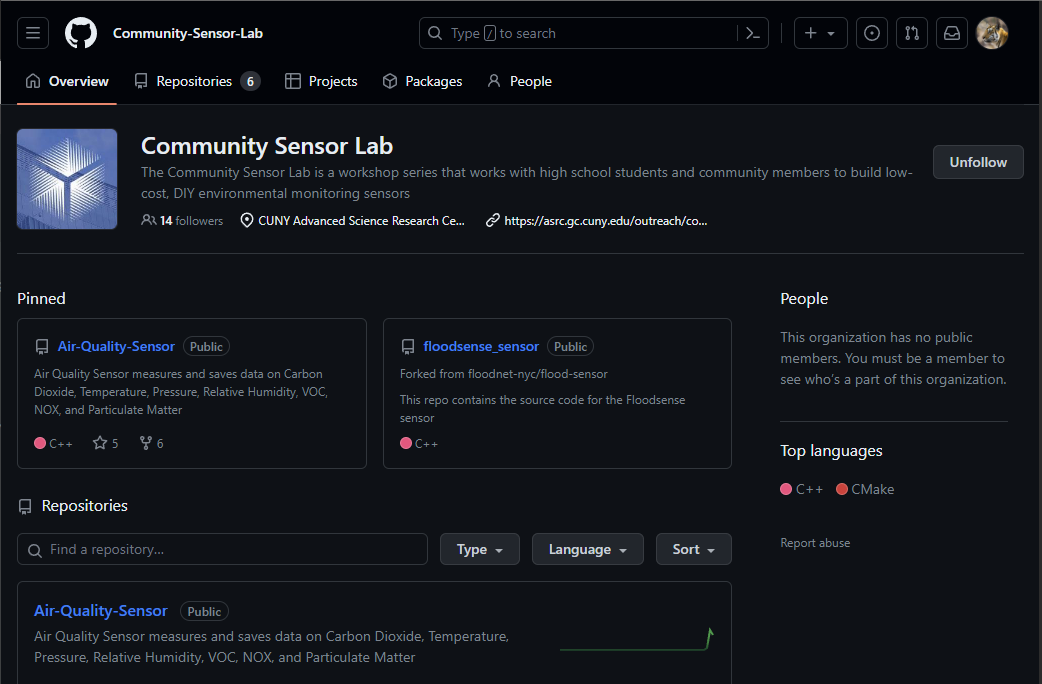 Community-Sensor-Lab
Type / to search
Overview
Repositories 6
Projects
Packages
People
Community Sensor Lab
The Community Sensor Lab is a workshop series that works with high school students and community members to build low-
cost, DIY environmental monitoring sensors
14 followers
CUNY Advanced Science Research Ce...
https://asrc.gc.cuny.edu/outreach/co...
Unfollow
Pinned
Air-Quality-Sensor Public
Air Quality Sensor measures and saves data on Carbon
Dioxide, Temperature, Pressure, Relative Humidity, VOC,
NOX, and Particulate Matter
C++ 5 6
floodsense_sensor Public
Forked from floodnet-nyc/flood-sensor
This repo contains the source code for the Floodsense
sensor
C++
People
This organization has no public
members. You must be a member to
see who's a part of this organization.
Top languages
C++ CMake
Report abuse
Repositories
Find a repository...
Type
Language
Sort
Air-Quality-Sensor Public
Air Quality Sensor measures and saves data on Carbon Dioxide, Temperature,
Pressure, Relative Humidity, VOC, NOX, and Particulate Matter